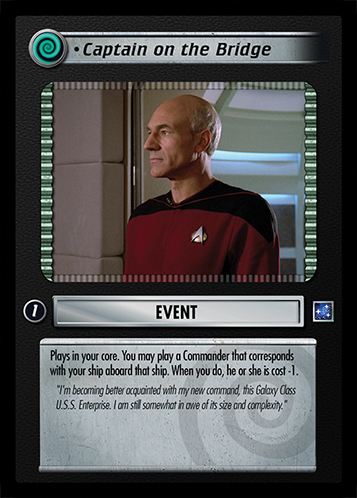 • Captain on the Bridge
1
EVENT
Plays in your core. You may play a Commander that corresponds
with your ship aboard that ship. When you do, he or she is cost -1.
"I'm becoming better acquainted with my new command, this Galaxy Class
U.S.S. Enterprise. I am still somewhat in awe of its size and complexity."